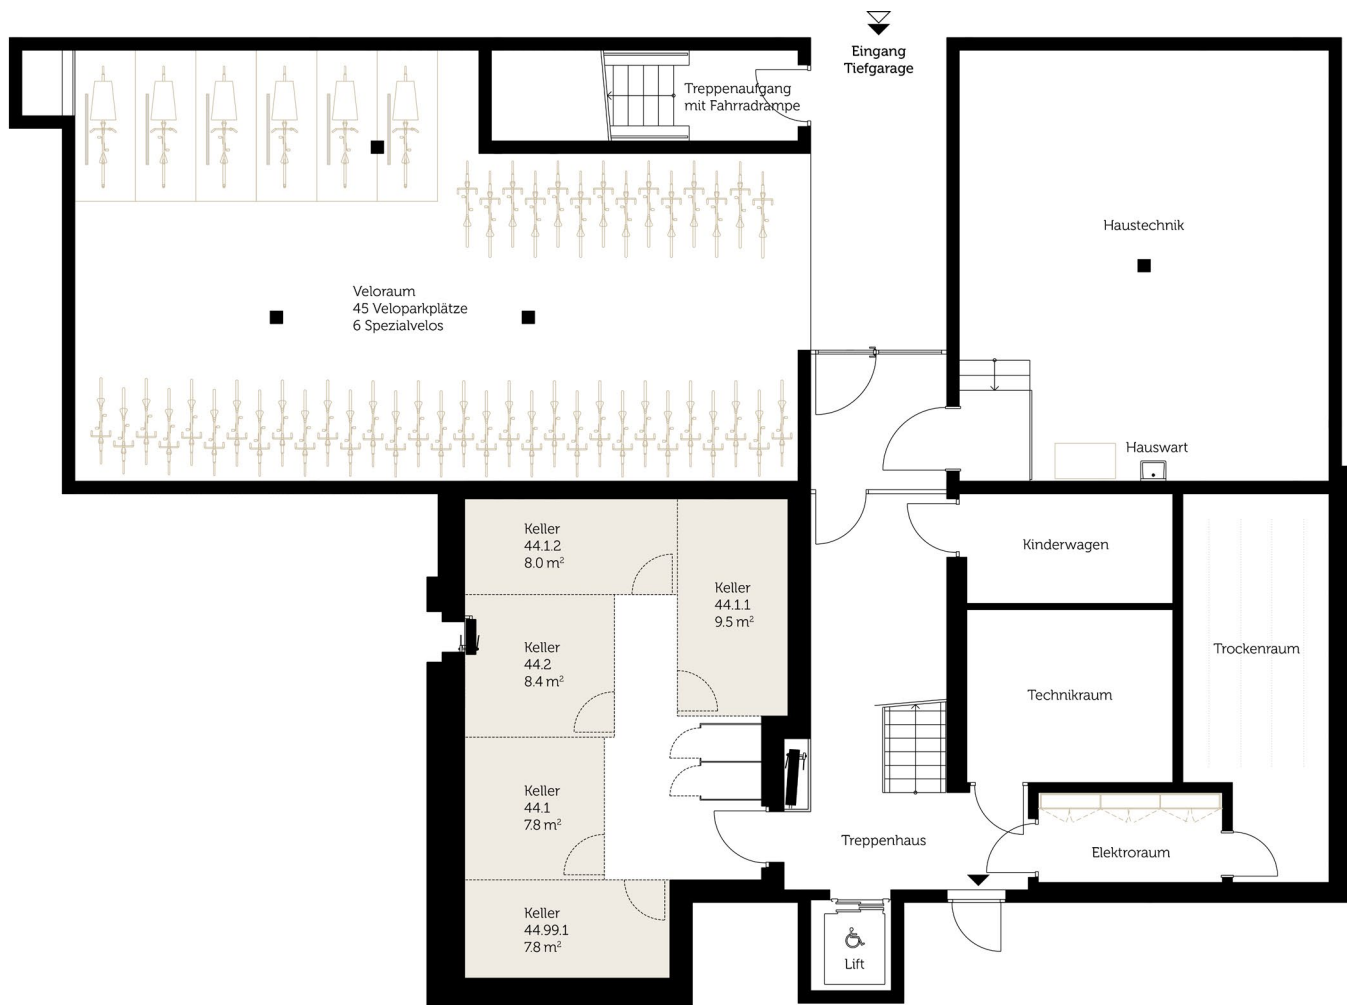 Eingang
Tiefgarage
Treppenaufgang
mit Fahrradrampe
Haustechnik
Veloraum
45 Veloparkplätze
6 Spezialvelos
Hauswart
Keller
44.1.2
8.0 m²
Kinderwagen
Keller
44.1.1
9.5 m²
Keller
44.2
8.4 m²
Trockenraum
Technikraum
Keller
44.1
7.8 m²
Treppenhaus
Elektroraum
Keller
44.99.1
7.8 m²
Lift